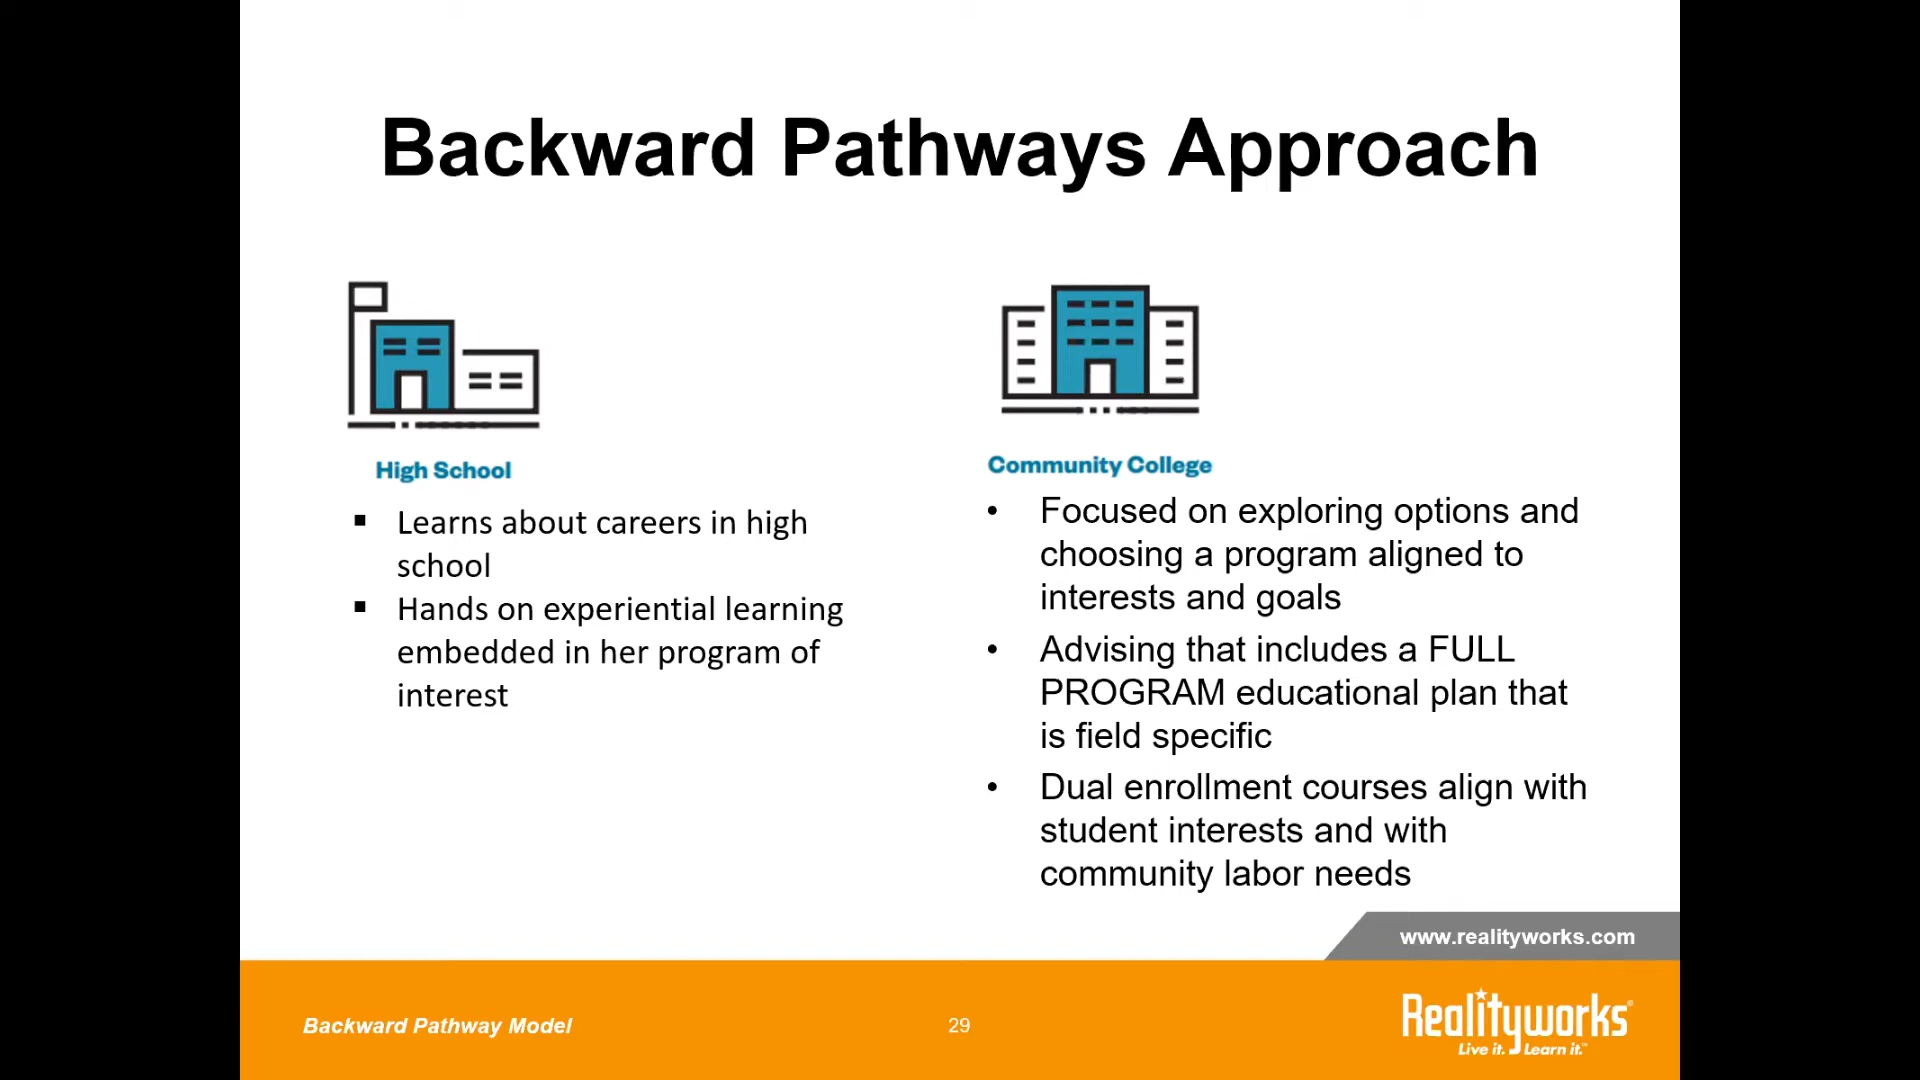 Backward Pathways Approach
High School
▪ Learns about careers in high
school
▪ Hands on experiential learning
embedded in her program of
interest
Community College
• Focused on exploring options and
choosing a program aligned to
interests and goals
• Advising that includes a FULL
PROGRAM educational plan that
is field specific
• Dual enrollment courses align with
student interests and with
community labor needs
www.realityworks.com
Backward Pathway Model
29
Realityworks®
Live it. Learn it.™